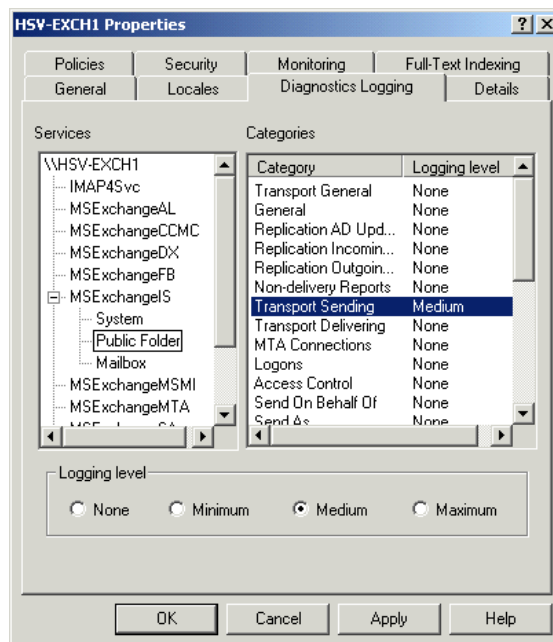 HSV-EXCH1 Properties
Policies Security Monitoring Full-Text Indexing
General Locales Diagnostics Logging Details
Services Categories
\\HSV-EXCH1
IMAP4Svc
MSExchangeAL
MSExchangeCCMC
MSExchangeDX
MSExchangeFB
MSExchangeIS
System
Public Folder
Mailbox
MSExchangeMSMI
MSExchangeMTA
MSExchangeSA
Category Logging level
Transport General None
General None
Replication AD Upd... None
Replication Incomin... None
Replication Outgoin... None
Non-delivery Reports None
Transport Sending Medium
Transport Delivering None
MTA Connections None
Logons None
Access Control None
Send On Behalf Of None
Send As None
Logging level
None Minimum Medium Maximum
OK Cancel Apply Help